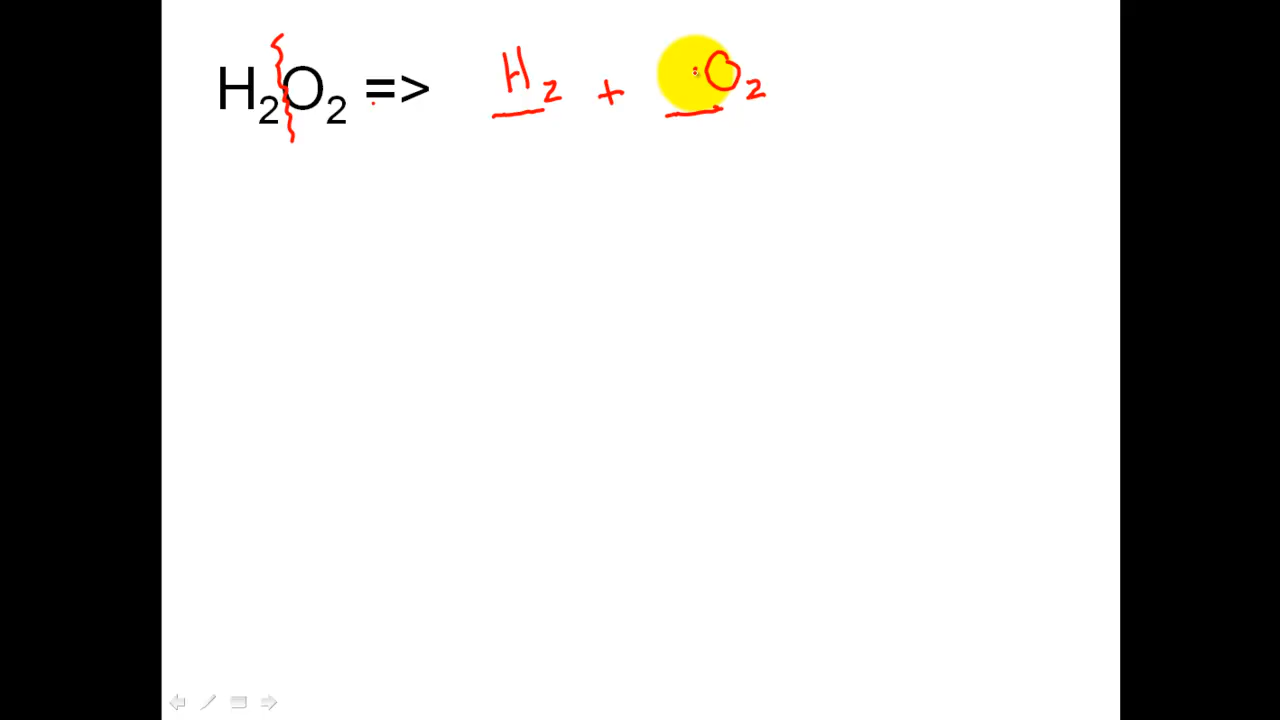 H₂O₂ => H₂ + O₂